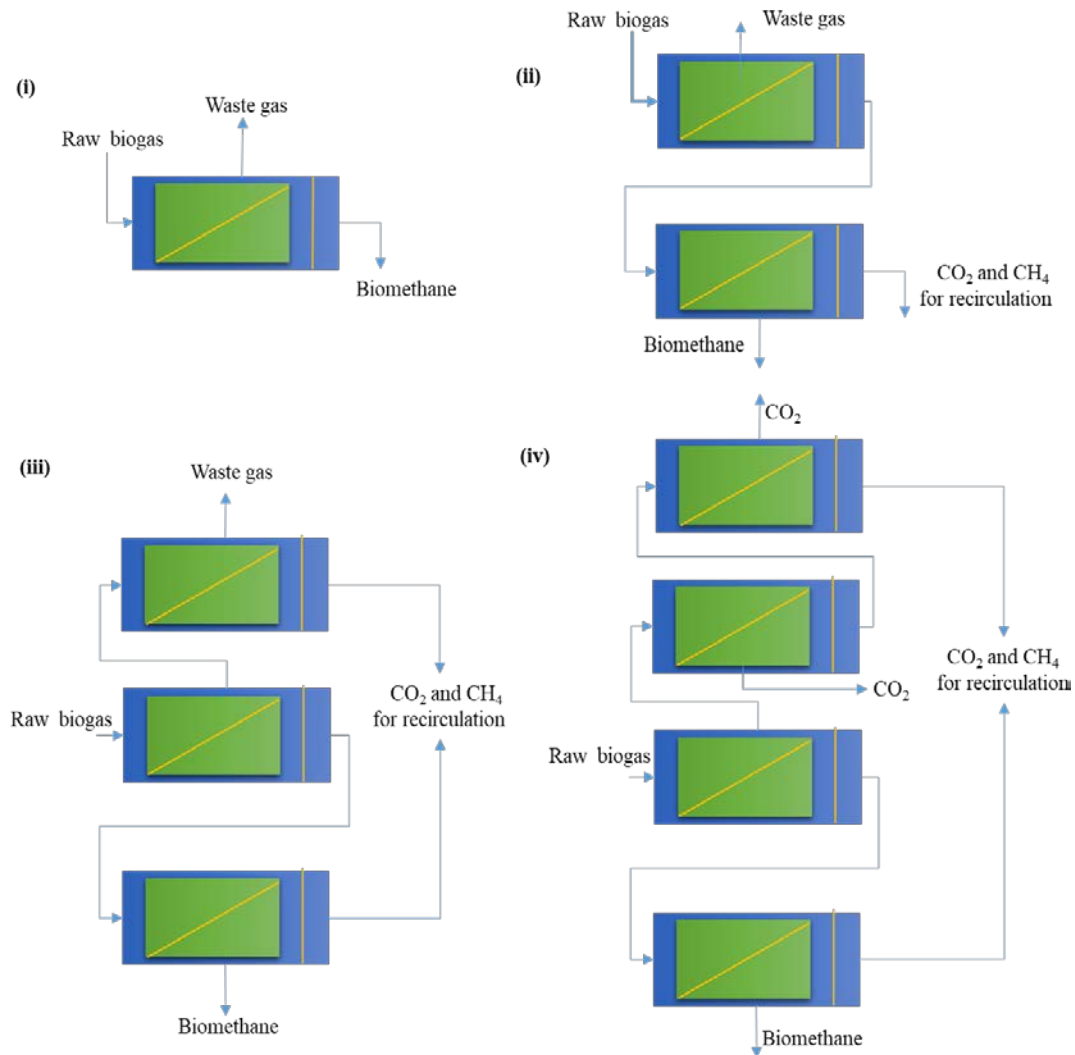 (i)
Waste gas
Raw biogas
Biomethane
(ii)
Raw biogas
Waste gas
CO₂ and CH₄
for recirculation
Biomethane
(iii)
Waste gas
Raw biogas
CO₂ and CH₄
for recirculation
Biomethane
(iv)
CO₂
CO₂
Raw biogas
CO₂ and CH₄
for recirculation
Biomethane